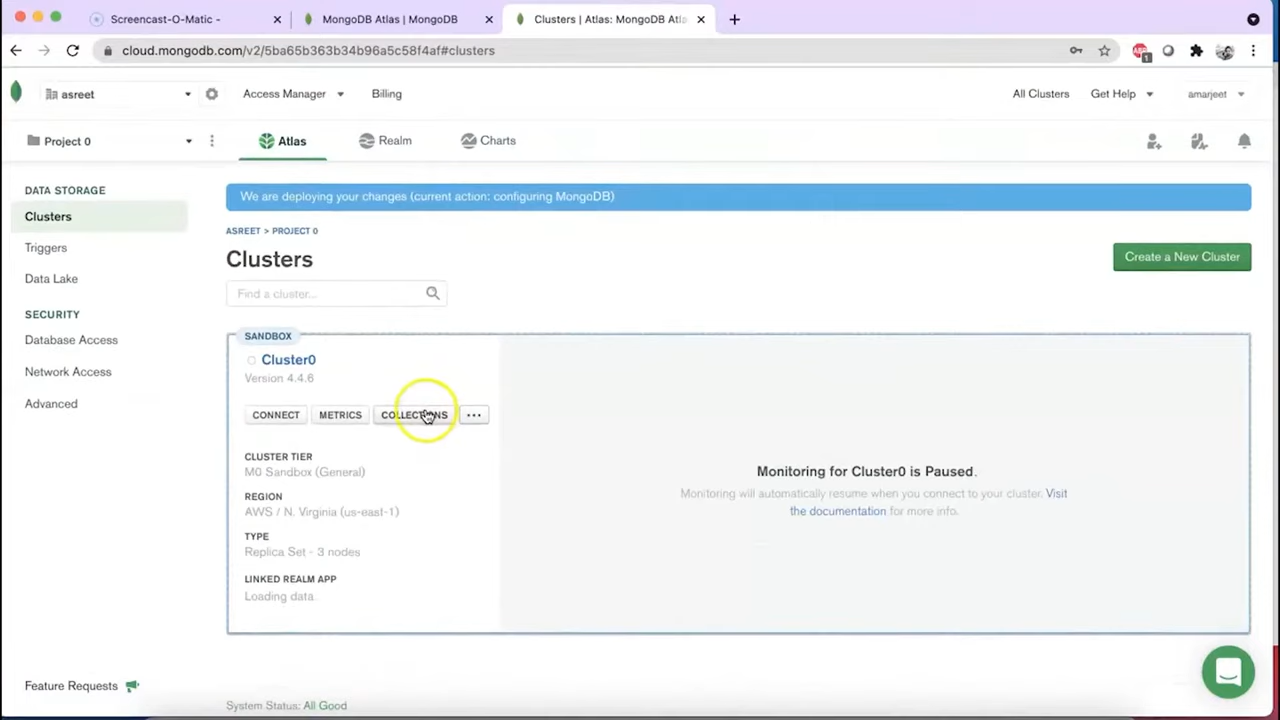 Screencast-O-Matic -
MongoDB Atlas | MongoDB
Clusters | Atlas: MongoDB Atla
cloud.mongodb.com/v2/5ba65b363b34b96a5c58f4af#clusters
1
asreet
Access Manager
Billing
All Clusters
Get Help
amarjeet
Project 0
Atlas
Realm
Charts
DATA STORAGE
Clusters
Triggers
Data Lake
SECURITY
Database Access
Network Access
Advanced
Feature Requests
We are deploying your changes (current action: configuring MongoDB)
ASREET > PROJECT 0
Clusters
Create a New Cluster
Find a cluster...
SANDBOX
Cluster0
Version 4.4.6
CONNECT
METRICS
COLLECTIONS
...
CLUSTER TIER
M0 Sandbox (General)
REGION
AWS / N. Virginia (us-east-1)
TYPE
Replica Set - 3 nodes
LINKED REALM APP
Loading data.
Monitoring for Cluster0 is Paused.
Monitoring will automatically resume when you connect to your cluster. Visit
the documentation for more info.
System Status: All Good